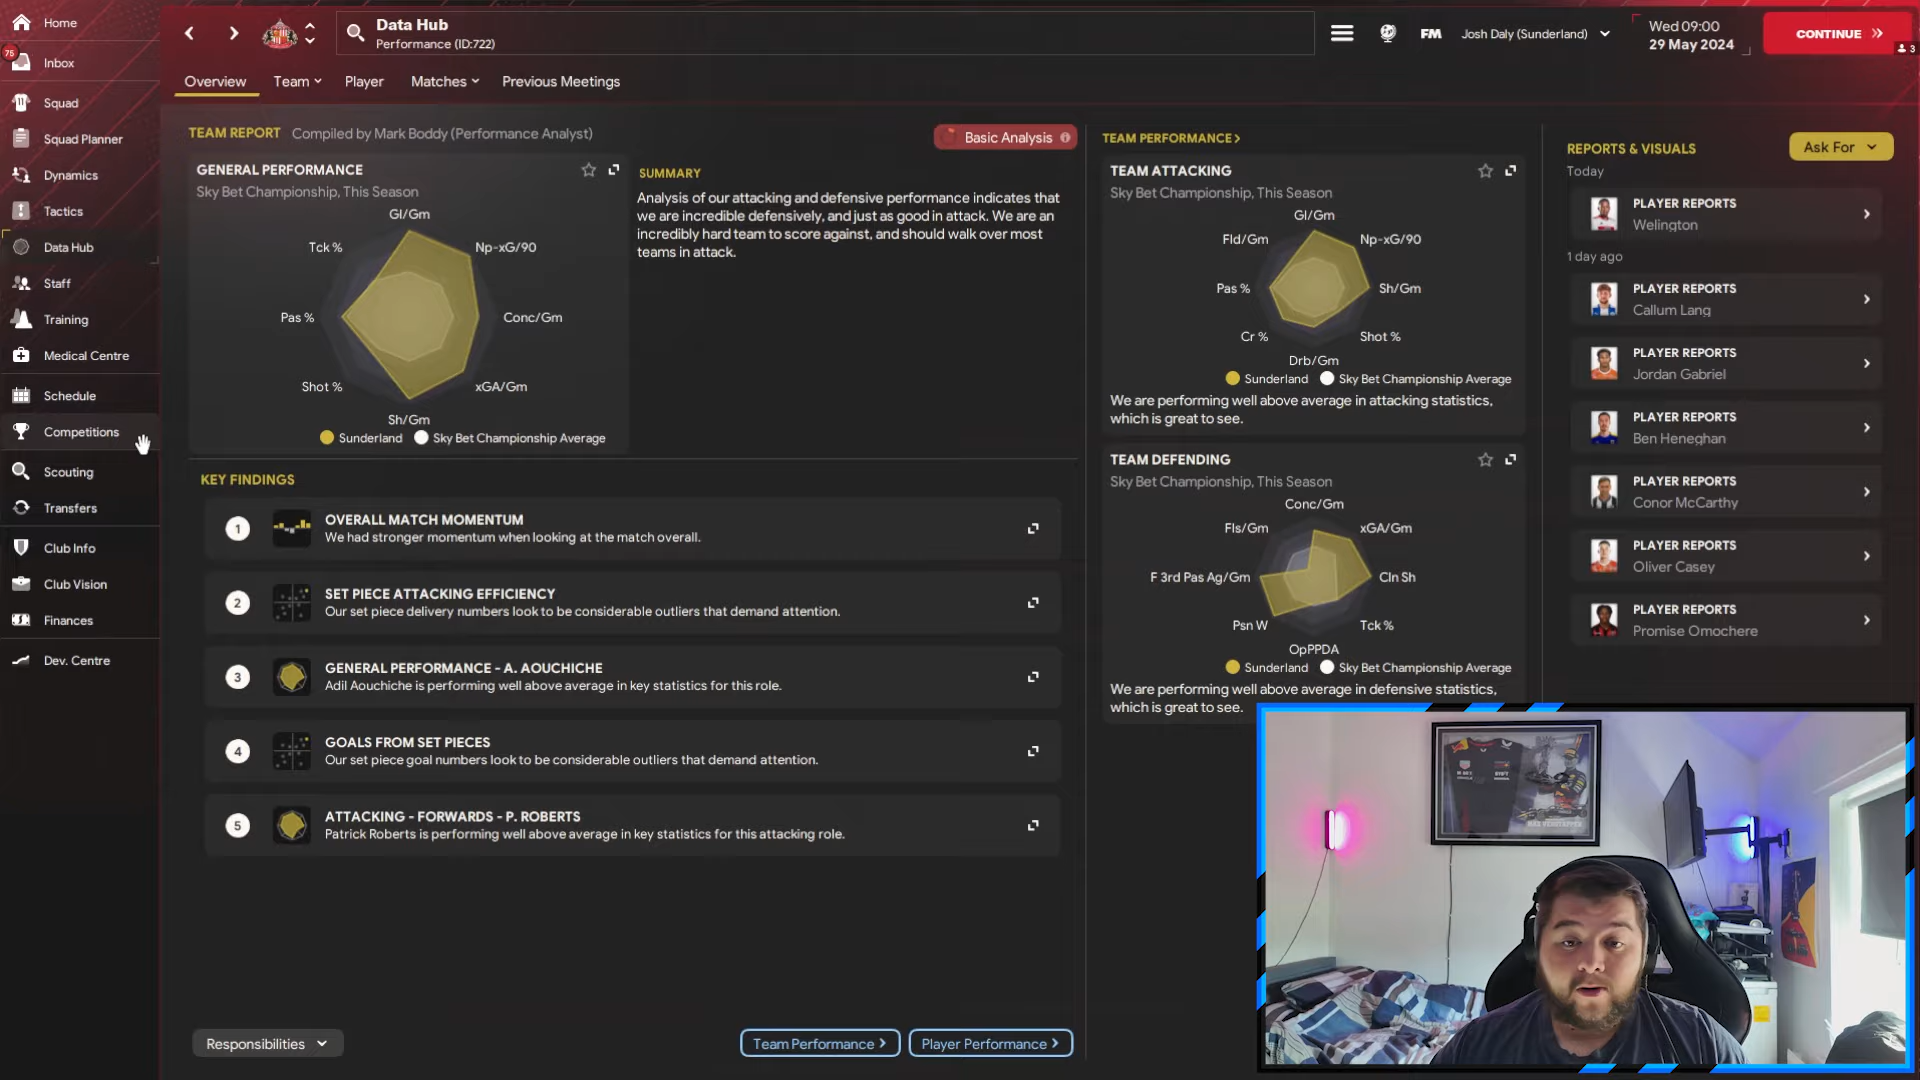 Home
75
Inbox
Squad
Squad Planner
Dynamics
Tactics
Data Hub
Staff
Training
Medical Centre
Schedule
Competitions
Scouting
Transfers
Club Info
Club Vision
Finances
Dev. Centre
Data Hub
Performance (ID:722)
FM
Josh Daly (Sunderland)
Wed 09:00
29 May 2024
CONTINUE
3
Overview Team Player Matches Previous Meetings
TEAM REPORT Compiled by Mark Boddy (Performance Analyst)
Basic Analysis
GENERAL PERFORMANCE
Sky Bet Championship, This Season
Gl/Gm
Tck %
Np-xG/90
Pas %
Conc/Gm
Shot %
xGA/Gm
Sh/Gm
Sunderland Sky Bet Championship Average
SUMMARY
Analysis of our attacking and defensive performance indicates that
we are incredible defensively, and just as good in attack. We are an
incredibly hard team to score against, and should walk over most
teams in attack.
KEY FINDINGS
1
OVERALL MATCH MOMENTUM
We had stronger momentum when looking at the match overall.
2
SET PIECE ATTACKING EFFICIENCY
Our set piece delivery numbers look to be considerable outliers that demand attention.
3
GENERAL PERFORMANCE - A. AOUCHICHE
Adil Aouchiche is performing well above average in key statistics for this role.
4
GOALS FROM SET PIECES
Our set piece goal numbers look to be considerable outliers that demand attention.
5
ATTACKING - FORWARDS - P. ROBERTS
Patrick Roberts is performing well above average in key statistics for this attacking role.
Responsibilities
Team Performance >
Player Performance >
TEAM PERFORMANCE >
TEAM ATTACKING
Sky Bet Championship, This Season
Gl/Gm
Fld/Gm
Np-xG/90
Pas %
Sh/Gm
Cr %
Shot %
Drb/Gm
Sunderland Sky Bet Championship Average
We are performing well above average in attacking statistics,
which is great to see.
TEAM DEFENDING
Sky Bet Championship, This Season
Conc/Gm
Fls/Gm
xGA/Gm
F 3rd Pas Ag/Gm
Cln Sh
Psn W
Tck %
OpPPDA
Sunderland Sky Bet Championship Average
We are performing well above average in defensive statistics,
which is great to see.
REPORTS & VISUALS
Ask For
Today
PLAYER REPORTS
Welington
1 day ago
PLAYER REPORTS
Callum Lang
PLAYER REPORTS
Jordan Gabriel
PLAYER REPORTS
Ben Heneghan
PLAYER REPORTS
Conor McCarthy
PLAYER REPORTS
Oliver Casey
PLAYER REPORTS
Promise Omochere